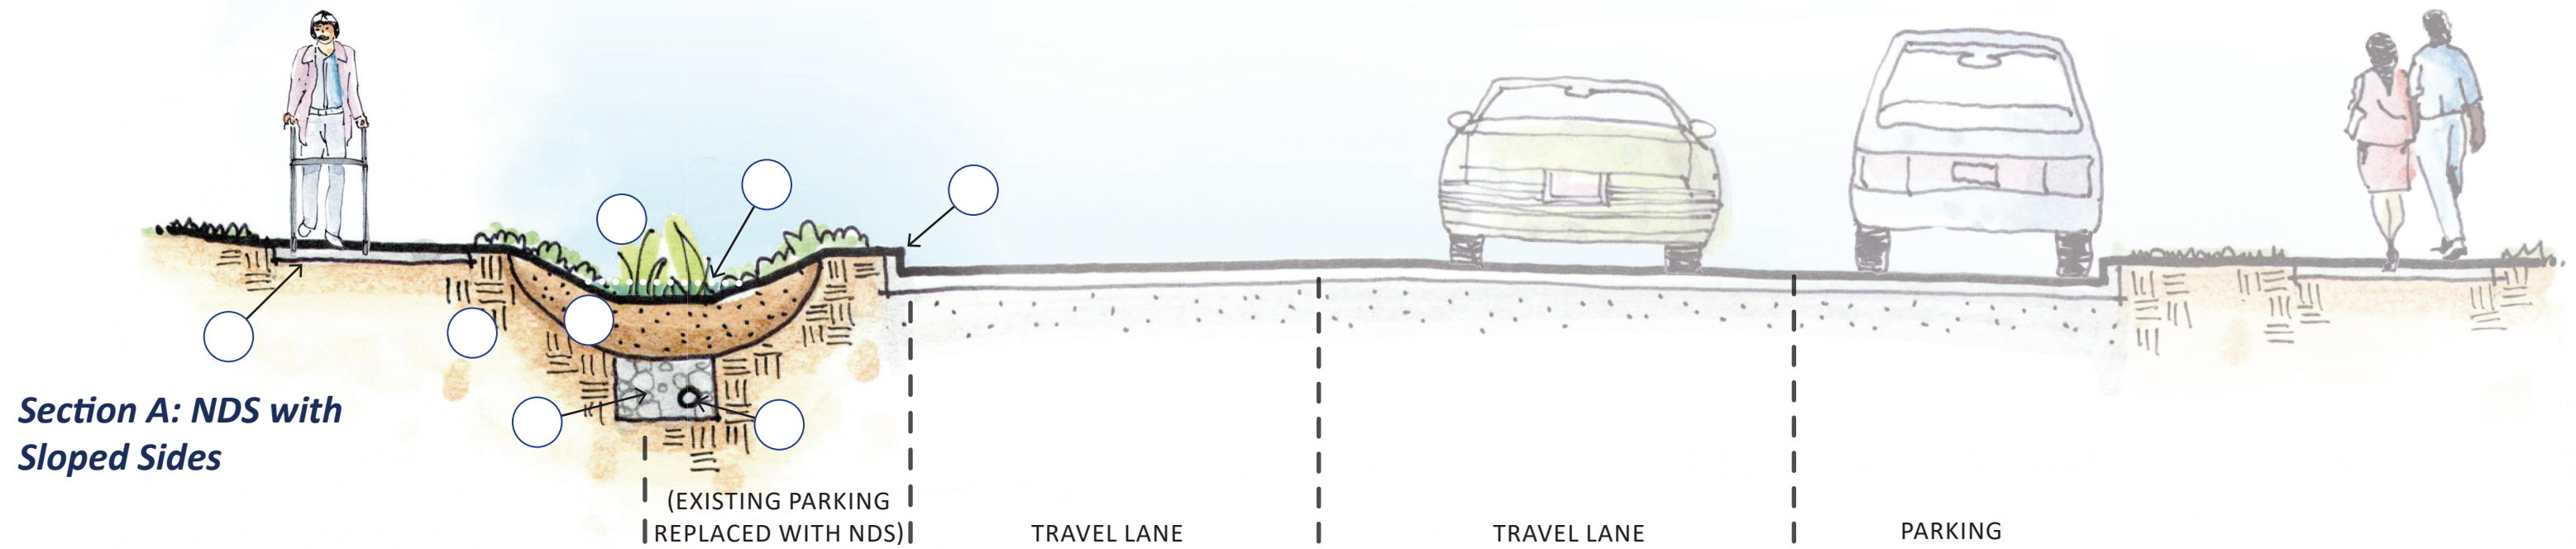 Section A: NDS with
Sloped Sides
(EXISTING PARKING
REPLACED WITH NDS)
TRAVEL LANE
TRAVEL LANE
PARKING